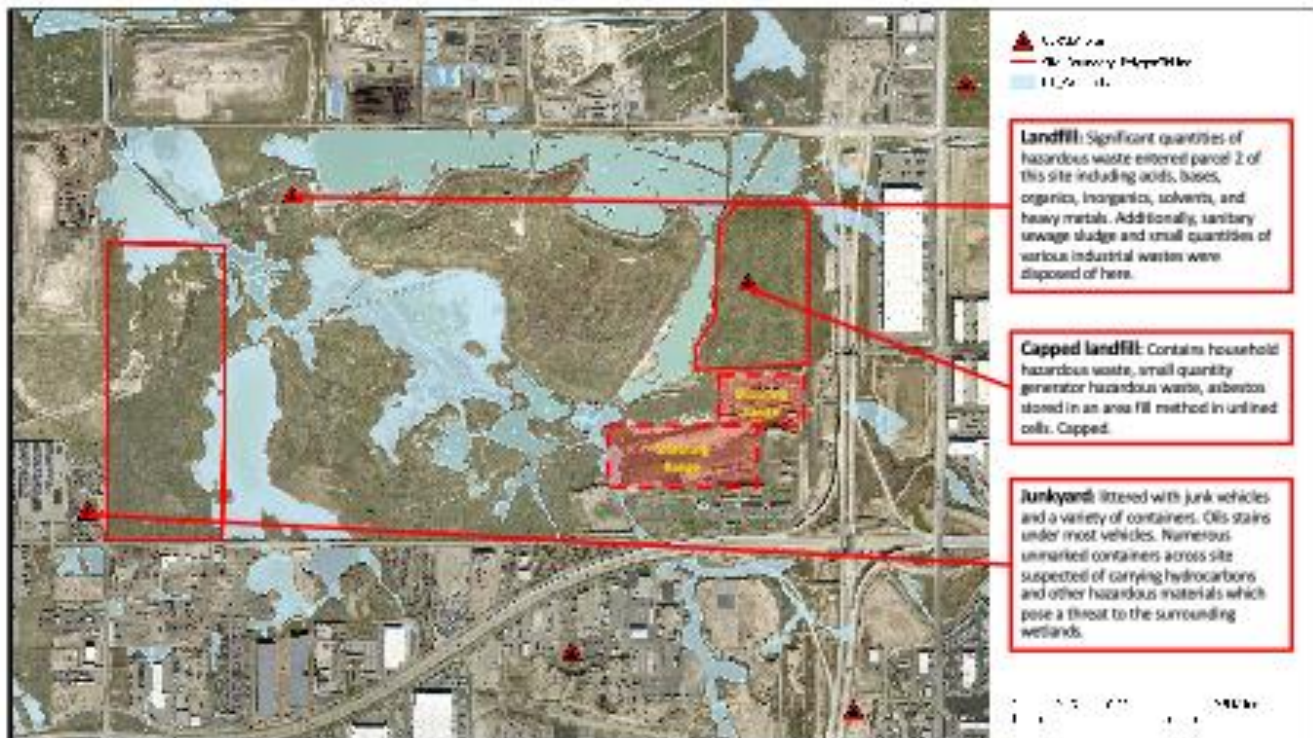 Landfill: Significant quantities of
hazardous waste entered parcel 2 of
this site including acids, bases,
organics, inorganics, solvents, and
heavy metals. Additionally, sanitary
sewage sludge and small quantities of
various industrial wastes were
disposed of here.
Capped landfill: Contains household
hazardous waste, small quantity
generator hazardous waste, asbestos
stored in an area fill method in unlined
cells. Capped.
Shooting
Range
Shooting
Range
Junkyard: littered with junk vehicles
and a variety of containers. Oils stains
under most vehicles. Numerous
unmarked containers across site
suspected of carrying hydrocarbons
and other hazardous materials which
pose a threat to the surrounding
wetlands.